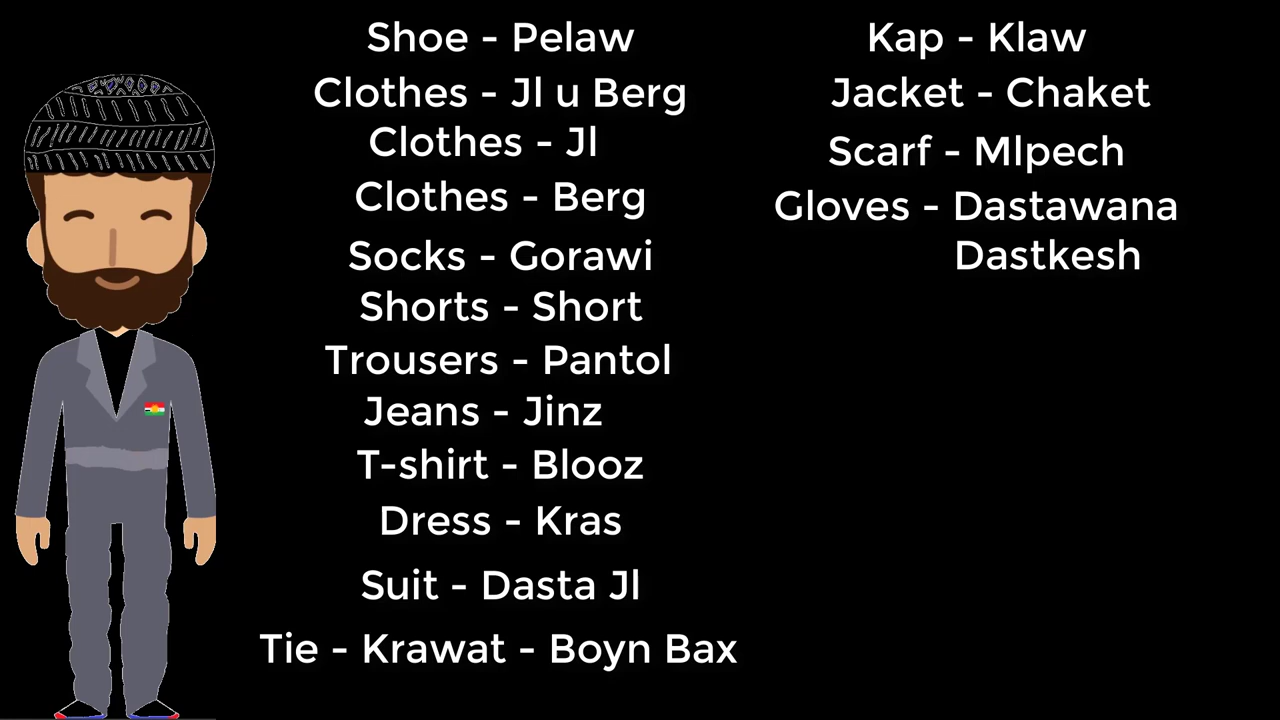 Shoe - Pelaw
Clothes - Jl u Berg
Clothes - Jl
Clothes - Berg
Socks - Gorawi
Shorts - Short
Trousers - Pantol
Jeans - Jinz
T-shirt - Blooz
Dress - Kras
Suit - Dasta Jl
Tie - Krawat - Boyn Bax
Kap - Klaw
Jacket - Chaket
Scarf - Mlpech
Gloves - Dastawana
Dastkesh